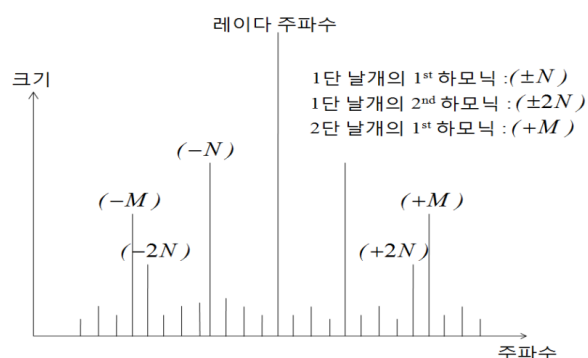 레이다 주파수
크기
1단 날개의 1st 하모닉 : (±N)
1단 날개의 2nd 하모닉 : (±2N)
2단 날개의 1st 하모닉 : (+M)
(−N)
(−M)
(+M)
(−2N)
(+2N)
주파수